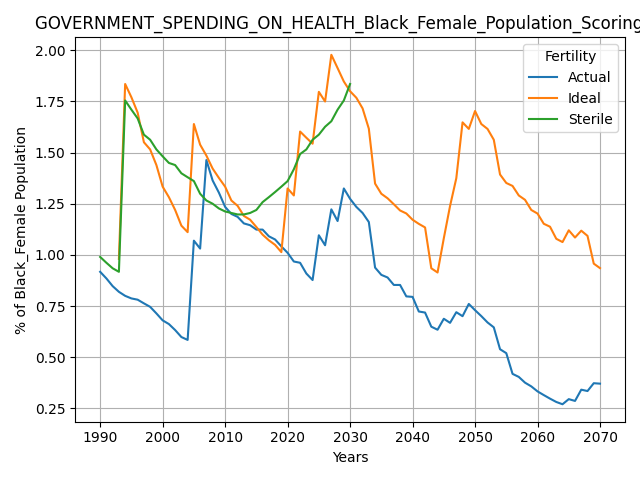 GOVERNMENT_SPENDING_ON_HEALTH_Black_Female_Population_Scoring
Fertility
Actual
Ideal
Sterile
% of Black_Female Population
2.00
1.75
1.50
1.25
1.00
0.75
0.50
0.25
1990 2000 2010 2020 2030 2040 2050 2060 2070
Years